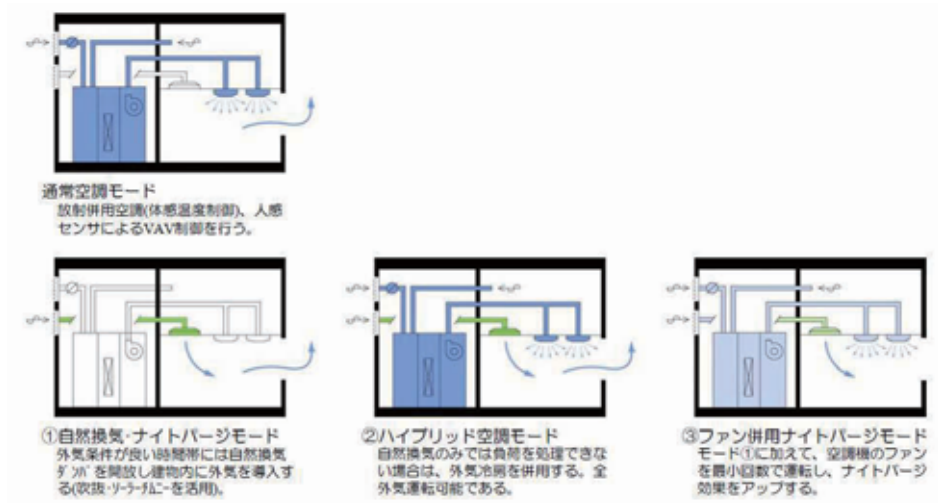 通常空調モード
放射併用空調(体感温度制御)、人感
センサによるVAV制御を行う。
①自然換気・ナイトパージモード
外気条件が良い時間帯には自然換気
ダンパを開放し建物内に外気を導入す
る(吹抜・ソーラーチムニーを活用)。
②ハイブリッド空調モード
自然換気のみでは負荷を処理できな
い場合は、外気冷房を併用する。全
外気運転可能である。
③ファン併用ナイトパージモード
モード①に加えて、空調機のファン
を最小回数で運転し、ナイトパージ
効果をアップする。